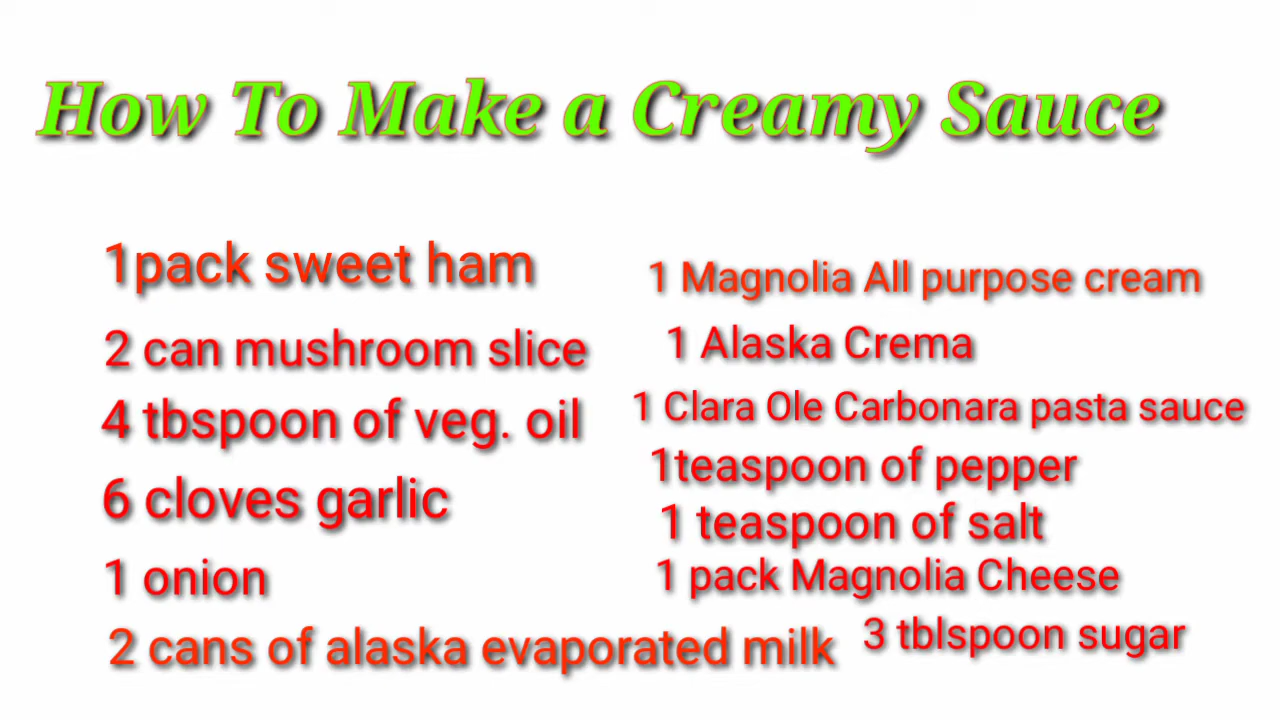 How To Make a Creamy Sauce
1pack sweet ham
2 can mushroom slice
4 tbspoon of veg. oil
6 cloves garlic
1 onion
2 cans of alaska evaporated milk
1 Magnolia All purpose cream
1 Alaska Crema
1 Clara Ole Carbonara pasta sauce
1teaspoon of pepper
1 teaspoon of salt
1 pack Magnolia Cheese
3 tblspoon sugar